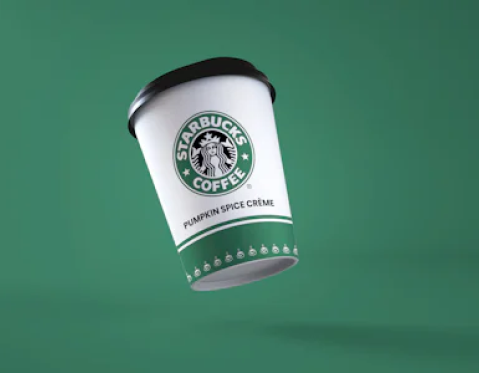 STARBUCKS
COFFEE
®
PUMPKIN SPICE CRÈME